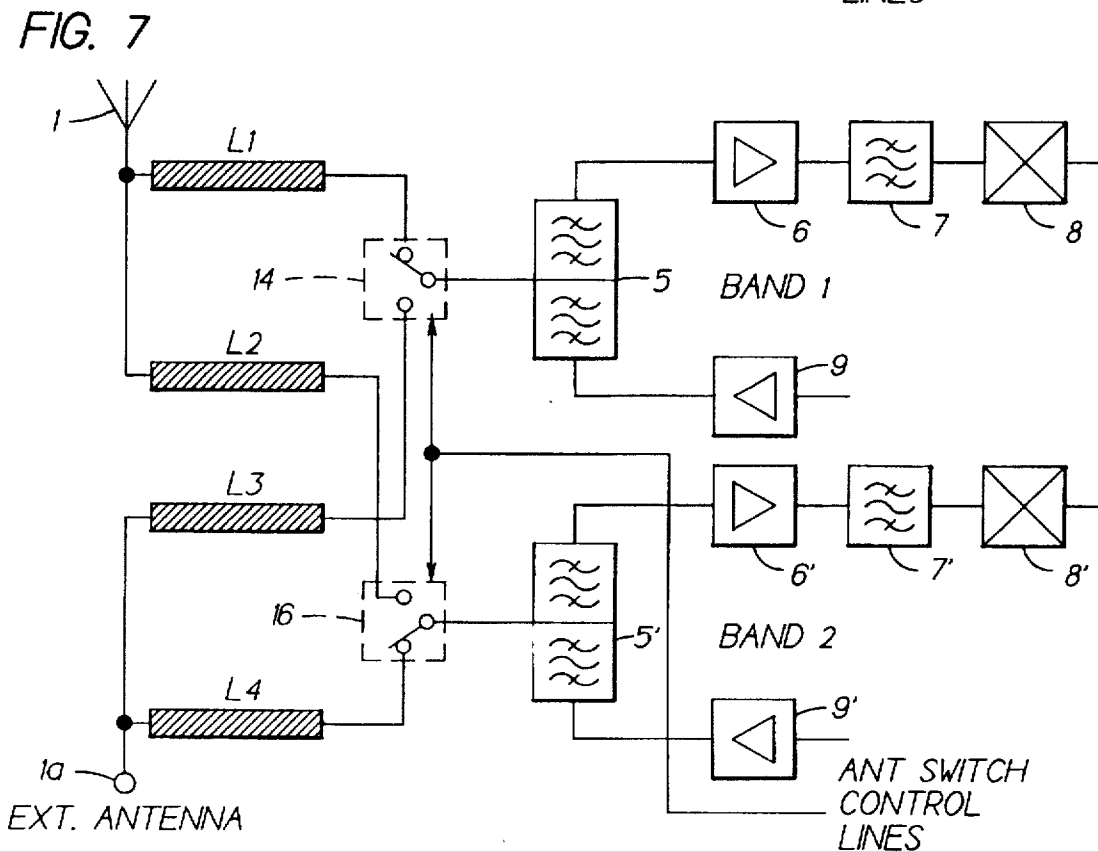 LINES
FIG. 7
1
L1
6
7
8
14
5
BAND 1
L2
9
L3
6'
7'
8'
16
5'
BAND 2
L4
9'
1a
EXT. ANTENNA
ANT SWITCH
CONTROL
LINES